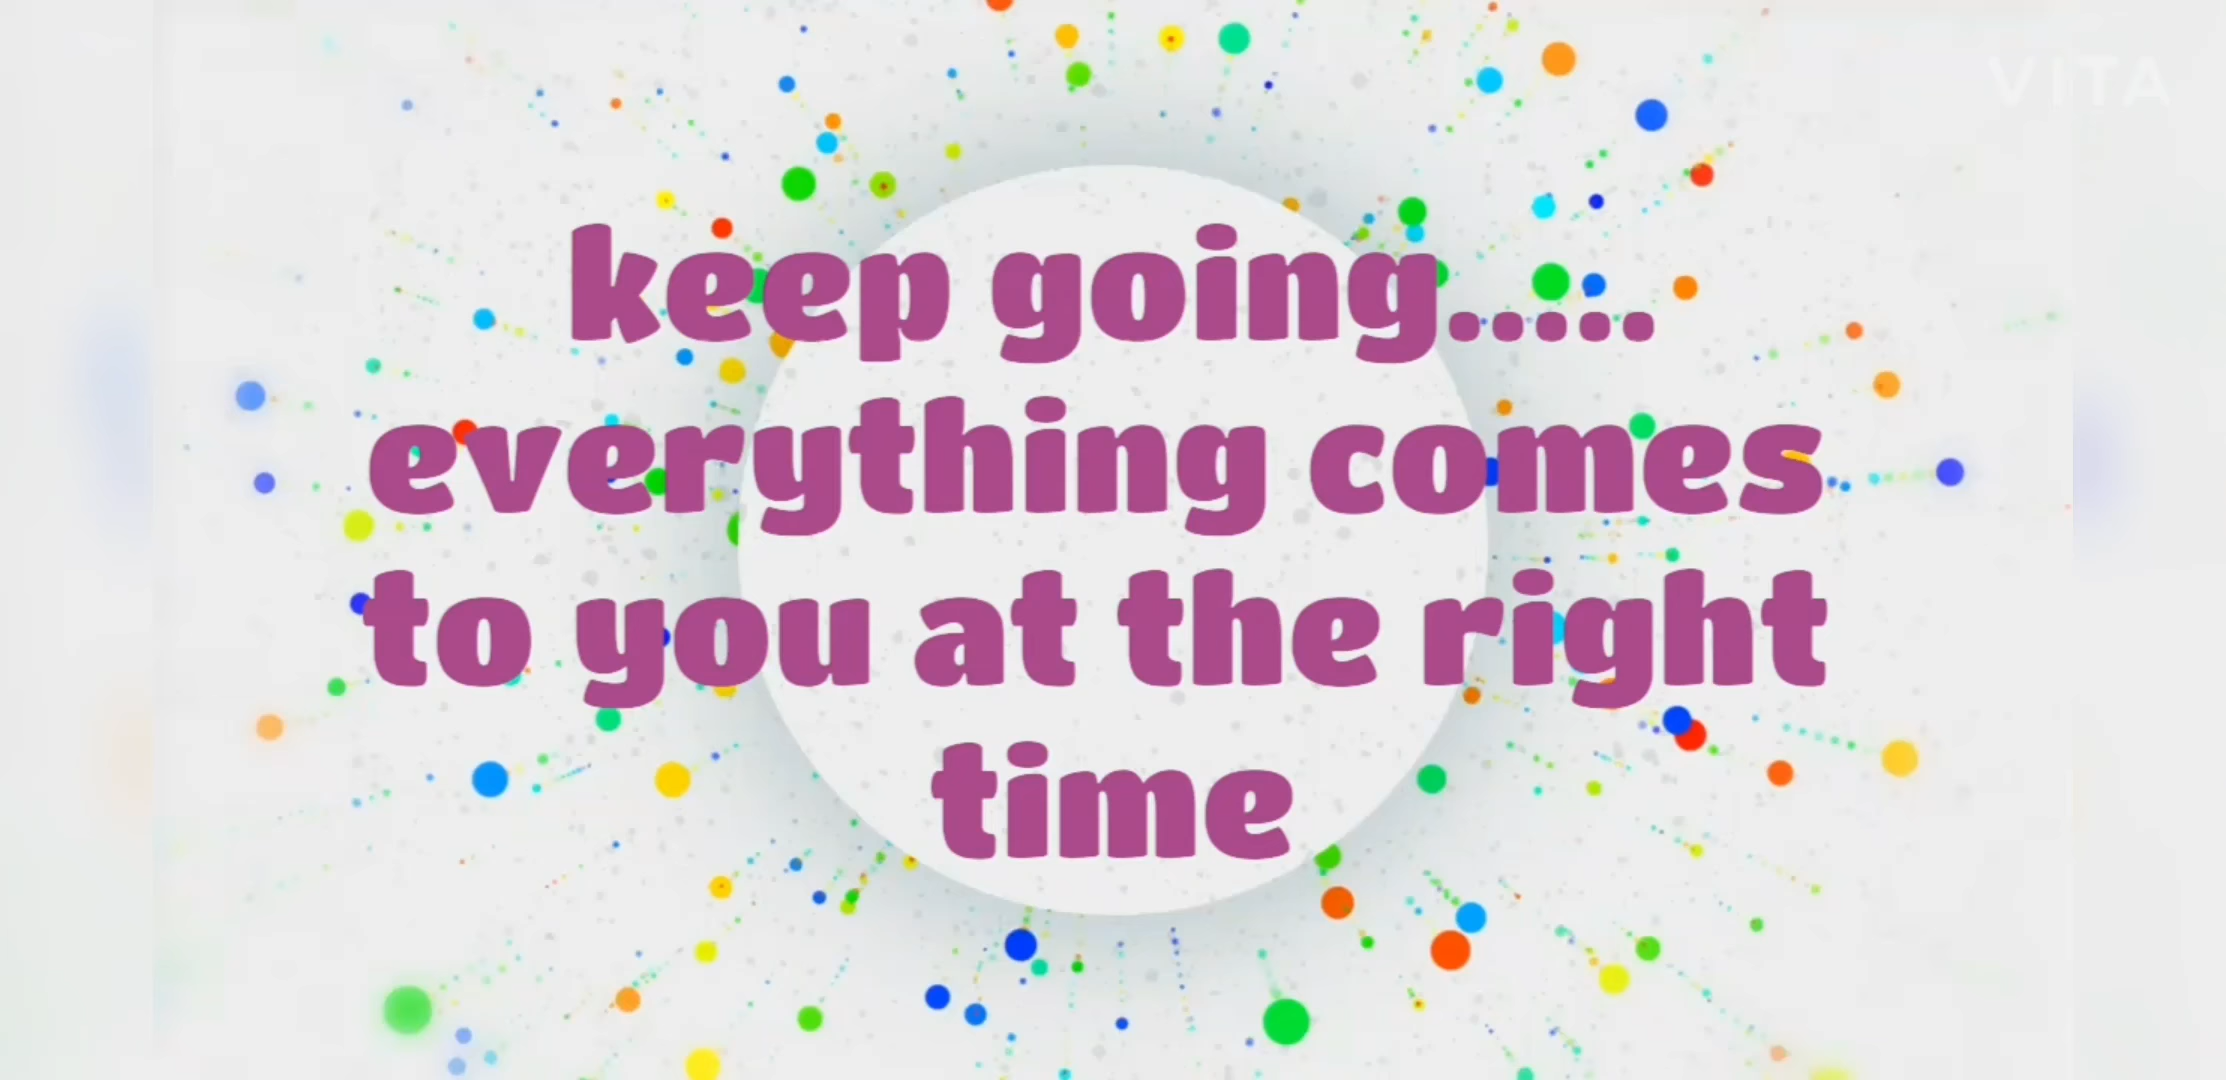 VITA
keep going.....
everything comes
to you at the right
time